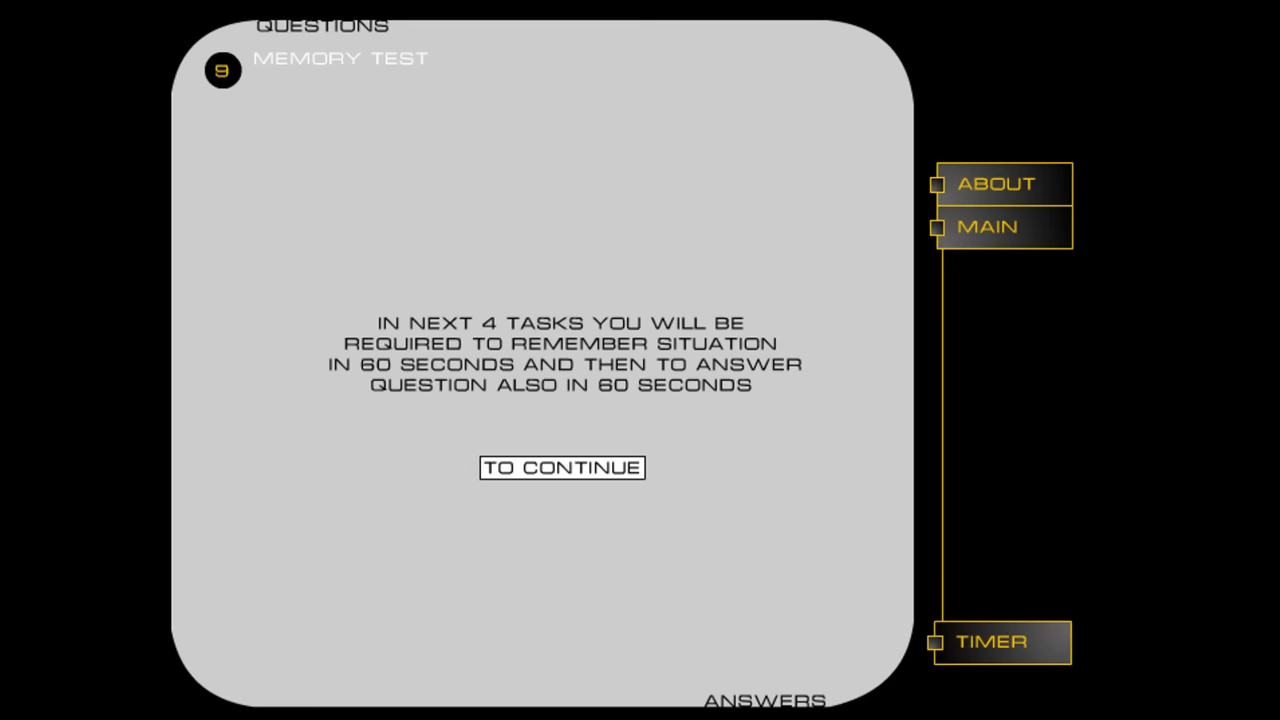 QUESTIONS
9
MEMORY TEST
ABOUT
MAIN
IN NEXT 4 TASKS YOU WILL BE
REQUIRED TO REMEMBER SITUATION
IN 60 SECONDS AND THEN TO ANSWER
QUESTION ALSO IN 60 SECONDS
TO CONTINUE
TIMER
ANSWERS